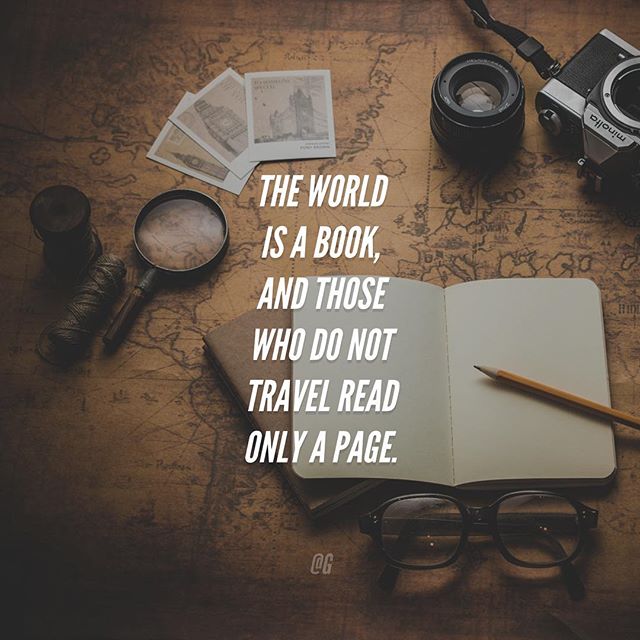 minolta
THE WORLD
IS A BOOK,
AND THOSE
WHO DO NOT
TRAVEL READ
ONLY A PAGE.
@G